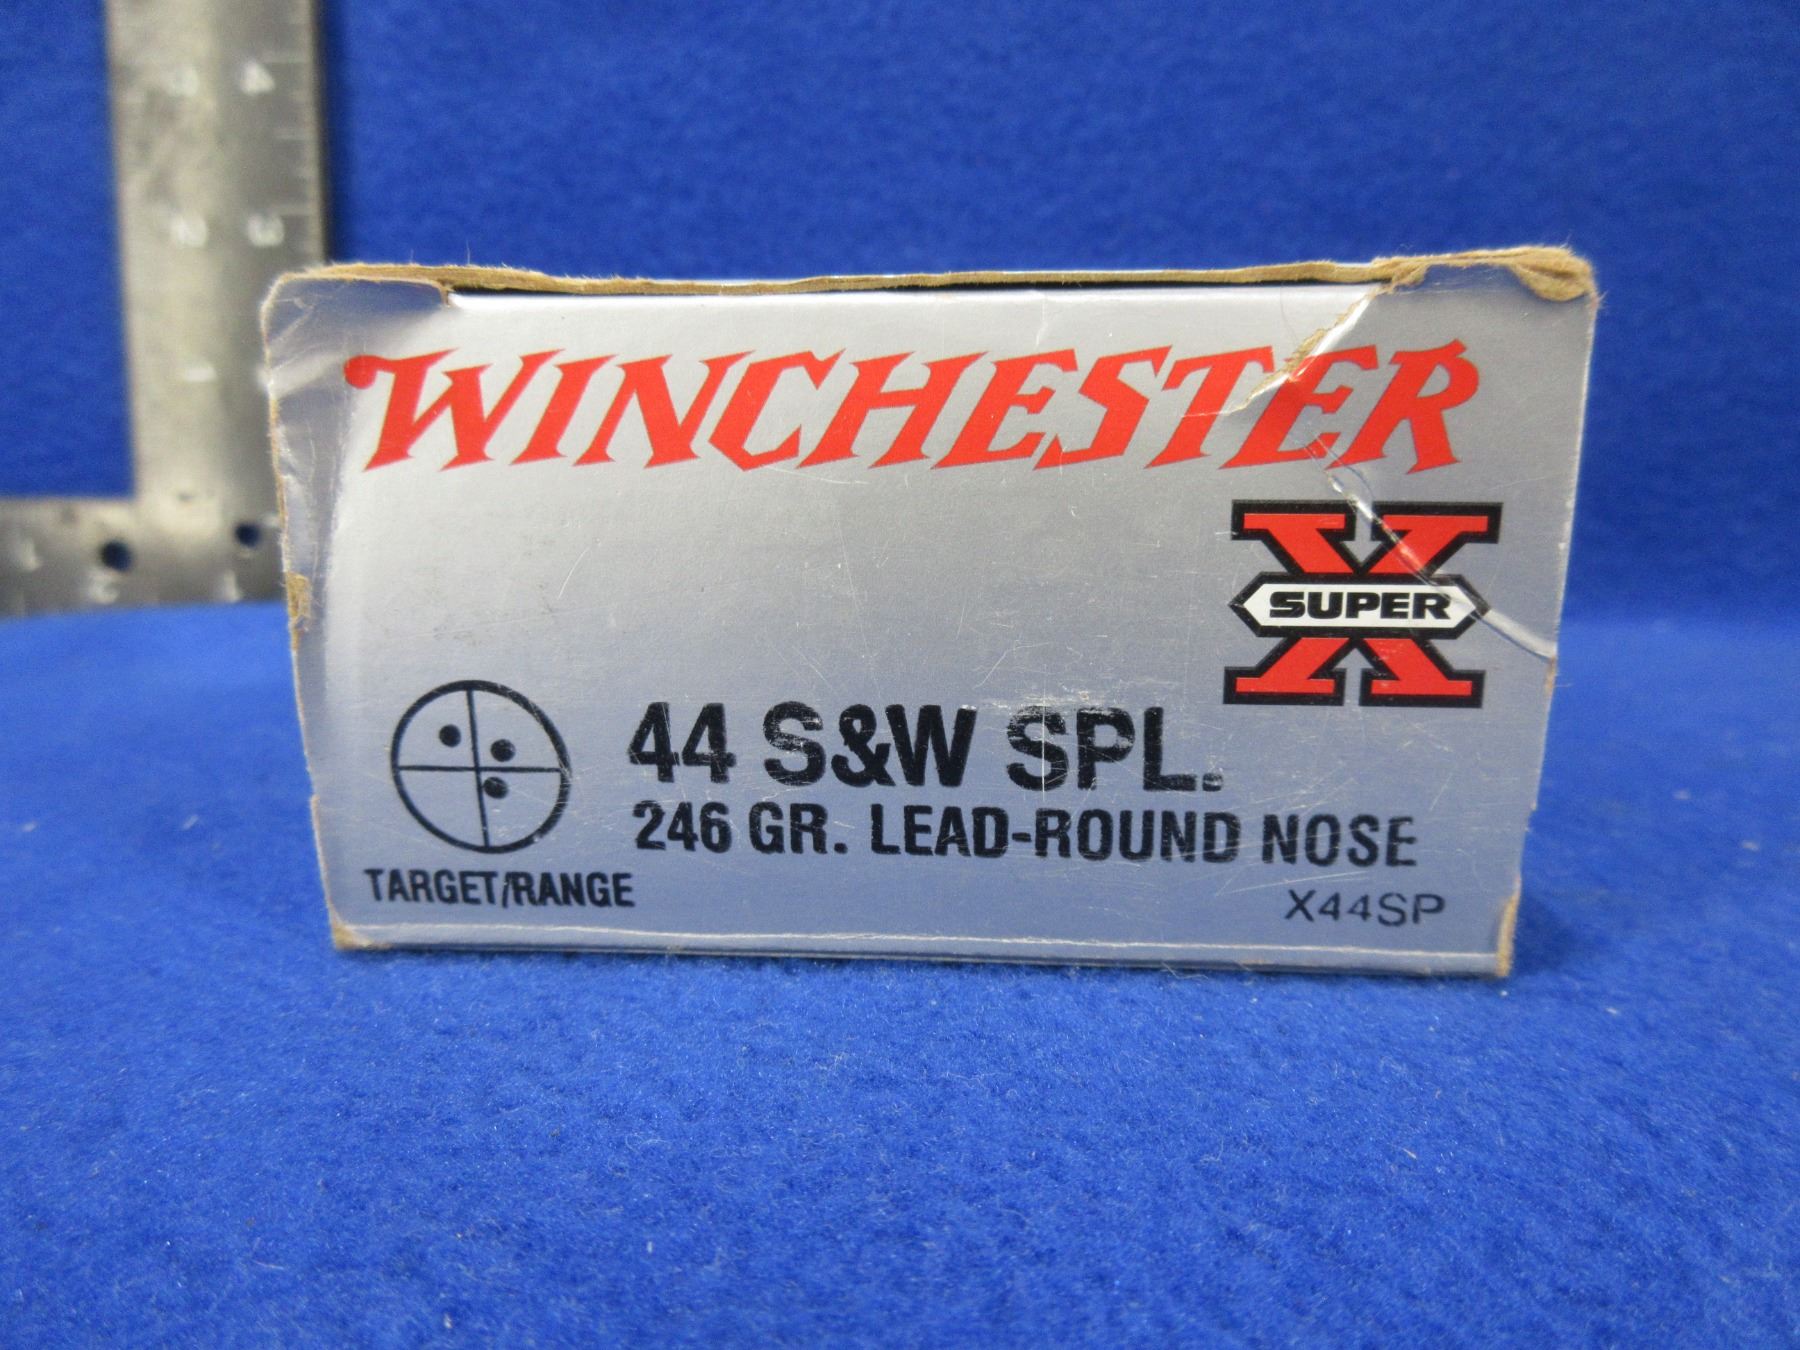 WINCHESTER
SUPER X
44 S&W SPL.
246 GR. LEAD-ROUND NOSE
TARGET/RANGE
X44SP